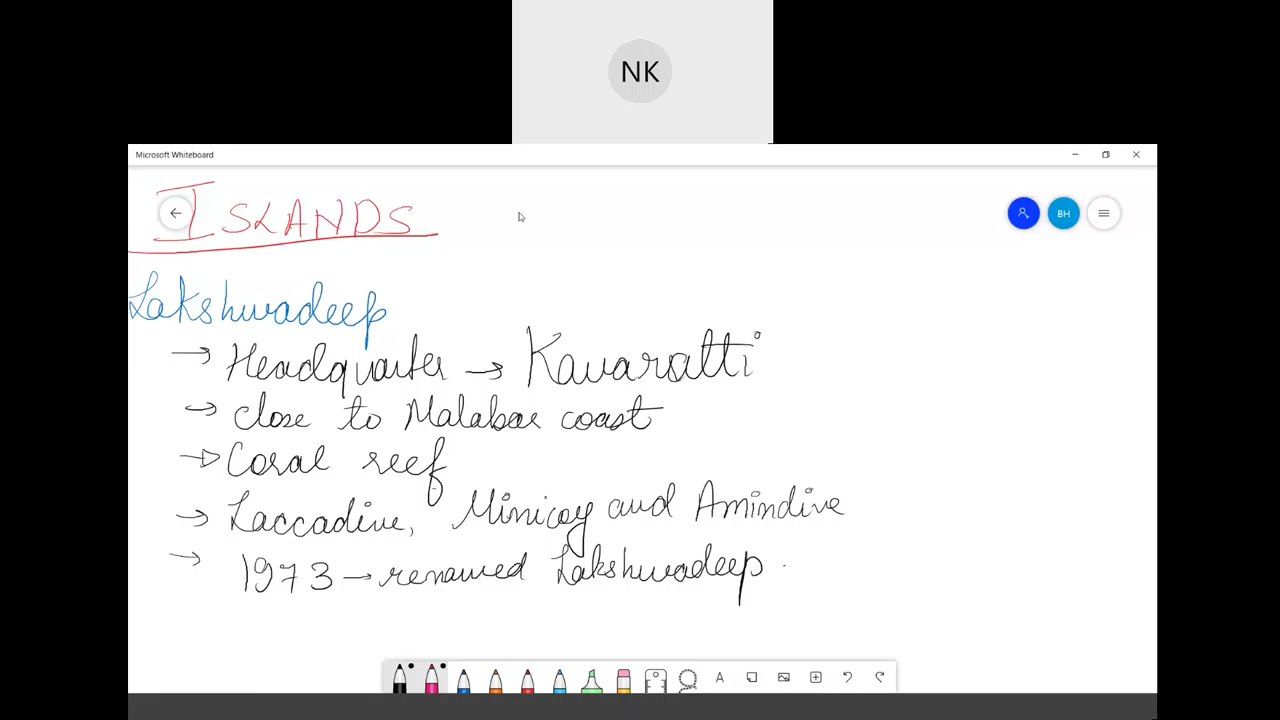 NK
Microsoft Whiteboard
ISLANDS
BH
Lakshwadeep
→ Headquarter → Kavaratti
→ close to Malabar coast
→ Coral reef
→ Laccadive, Minicoy and Amindive
→ 1973 → renamed Lakshwadeep.
A